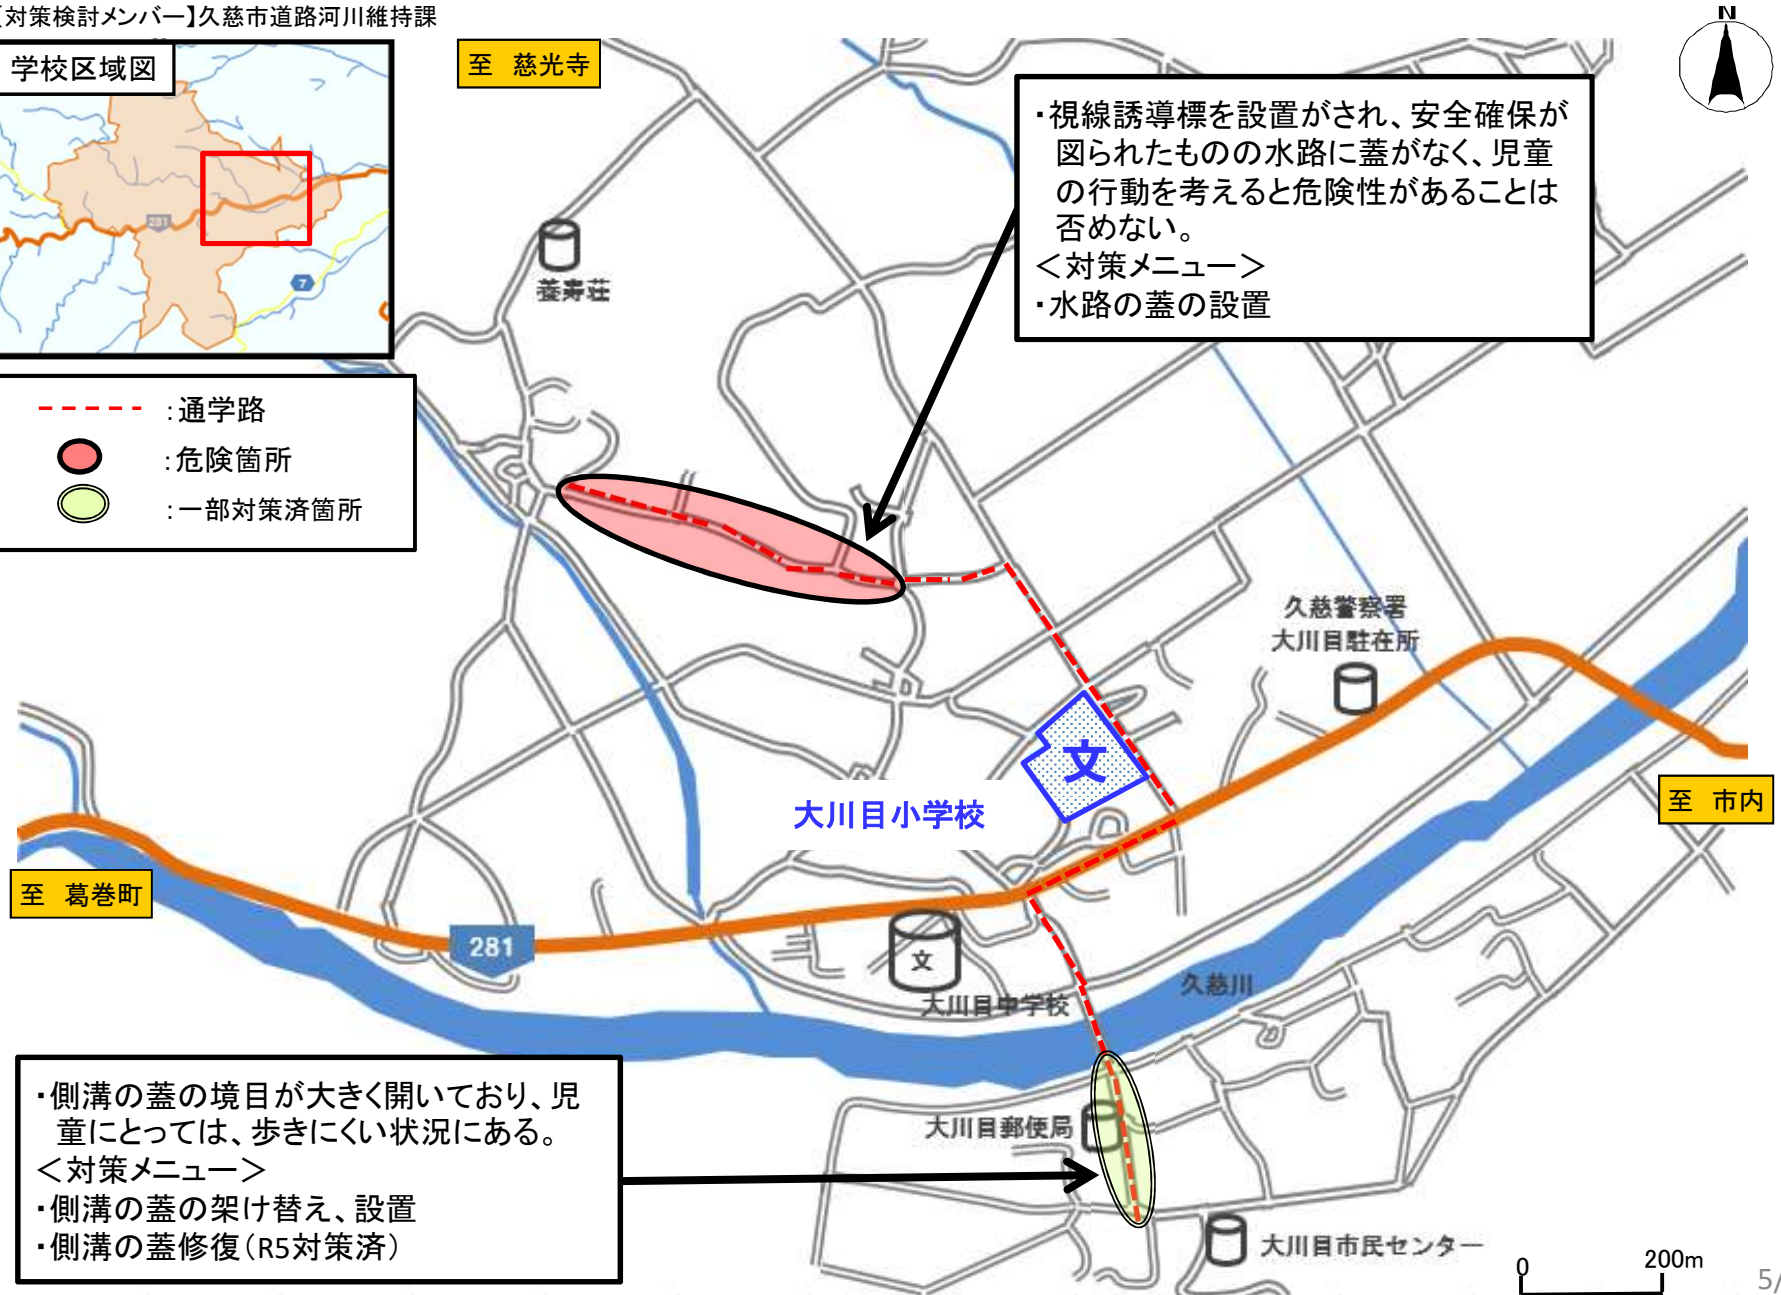 【対策検討メンバー】久慈市道路河川維持課
学校区域図
281
7
至 慈光寺
N
・視線誘導標を設置がされ、安全確保が
図られたものの水路に蓋がなく、児童
の行動を考えると危険性があることは
否めない。
＜対策メニュー＞
・水路の蓋の設置
養寿荘
：通学路
：危険箇所
：一部対策済箇所
久慈警察署
大川目駐在所
文
大川目小学校
至 市内
至 葛巻町
281
文
大川目中学校
久慈川
・側溝の蓋の境目が大きく開いており、児
童にとっては、歩きにくい状況にある。
＜対策メニュー＞
・側溝の蓋の架け替え、設置
・側溝の蓋修復（R5対策済）
大川目郵便局
大川目市民センター
0 200m
5/